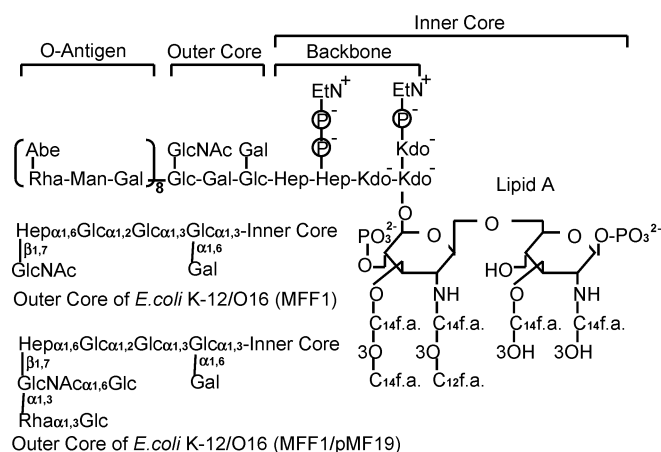 Inner Core
O-Antigen Outer Core Backbone
EtN+ EtN+
P- P-
Abe GlcNAc Gal P Kdo-
Rha-Man-Gal 8 Glc-Gal-Glc-Hep-Hep-Kdo-Kdo-
Lipid A
O
Hepα1,6Glcα1,2Glcα1,3Glcα1,3-Inner Core
β1,7 α1,6
GlcNAc Gal
Outer Core of E.coli K-12/O16 (MFF1)
PO32- O O O O-PO32-
O HO
O NH O NH
C14f.a. C14f.a. C14f.a. C14f.a.
3O 3O 3OH 3OH
C14f.a. C12f.a.
Hepα1,6Glcα1,2Glcα1,3Glcα1,3-Inner Core
β1,7 α1,6
GlcNAcα1,6Glc Gal
α1,3
Rhaα1,3Glc
Outer Core of E.coli K-12/O16 (MFF1/pMF19)